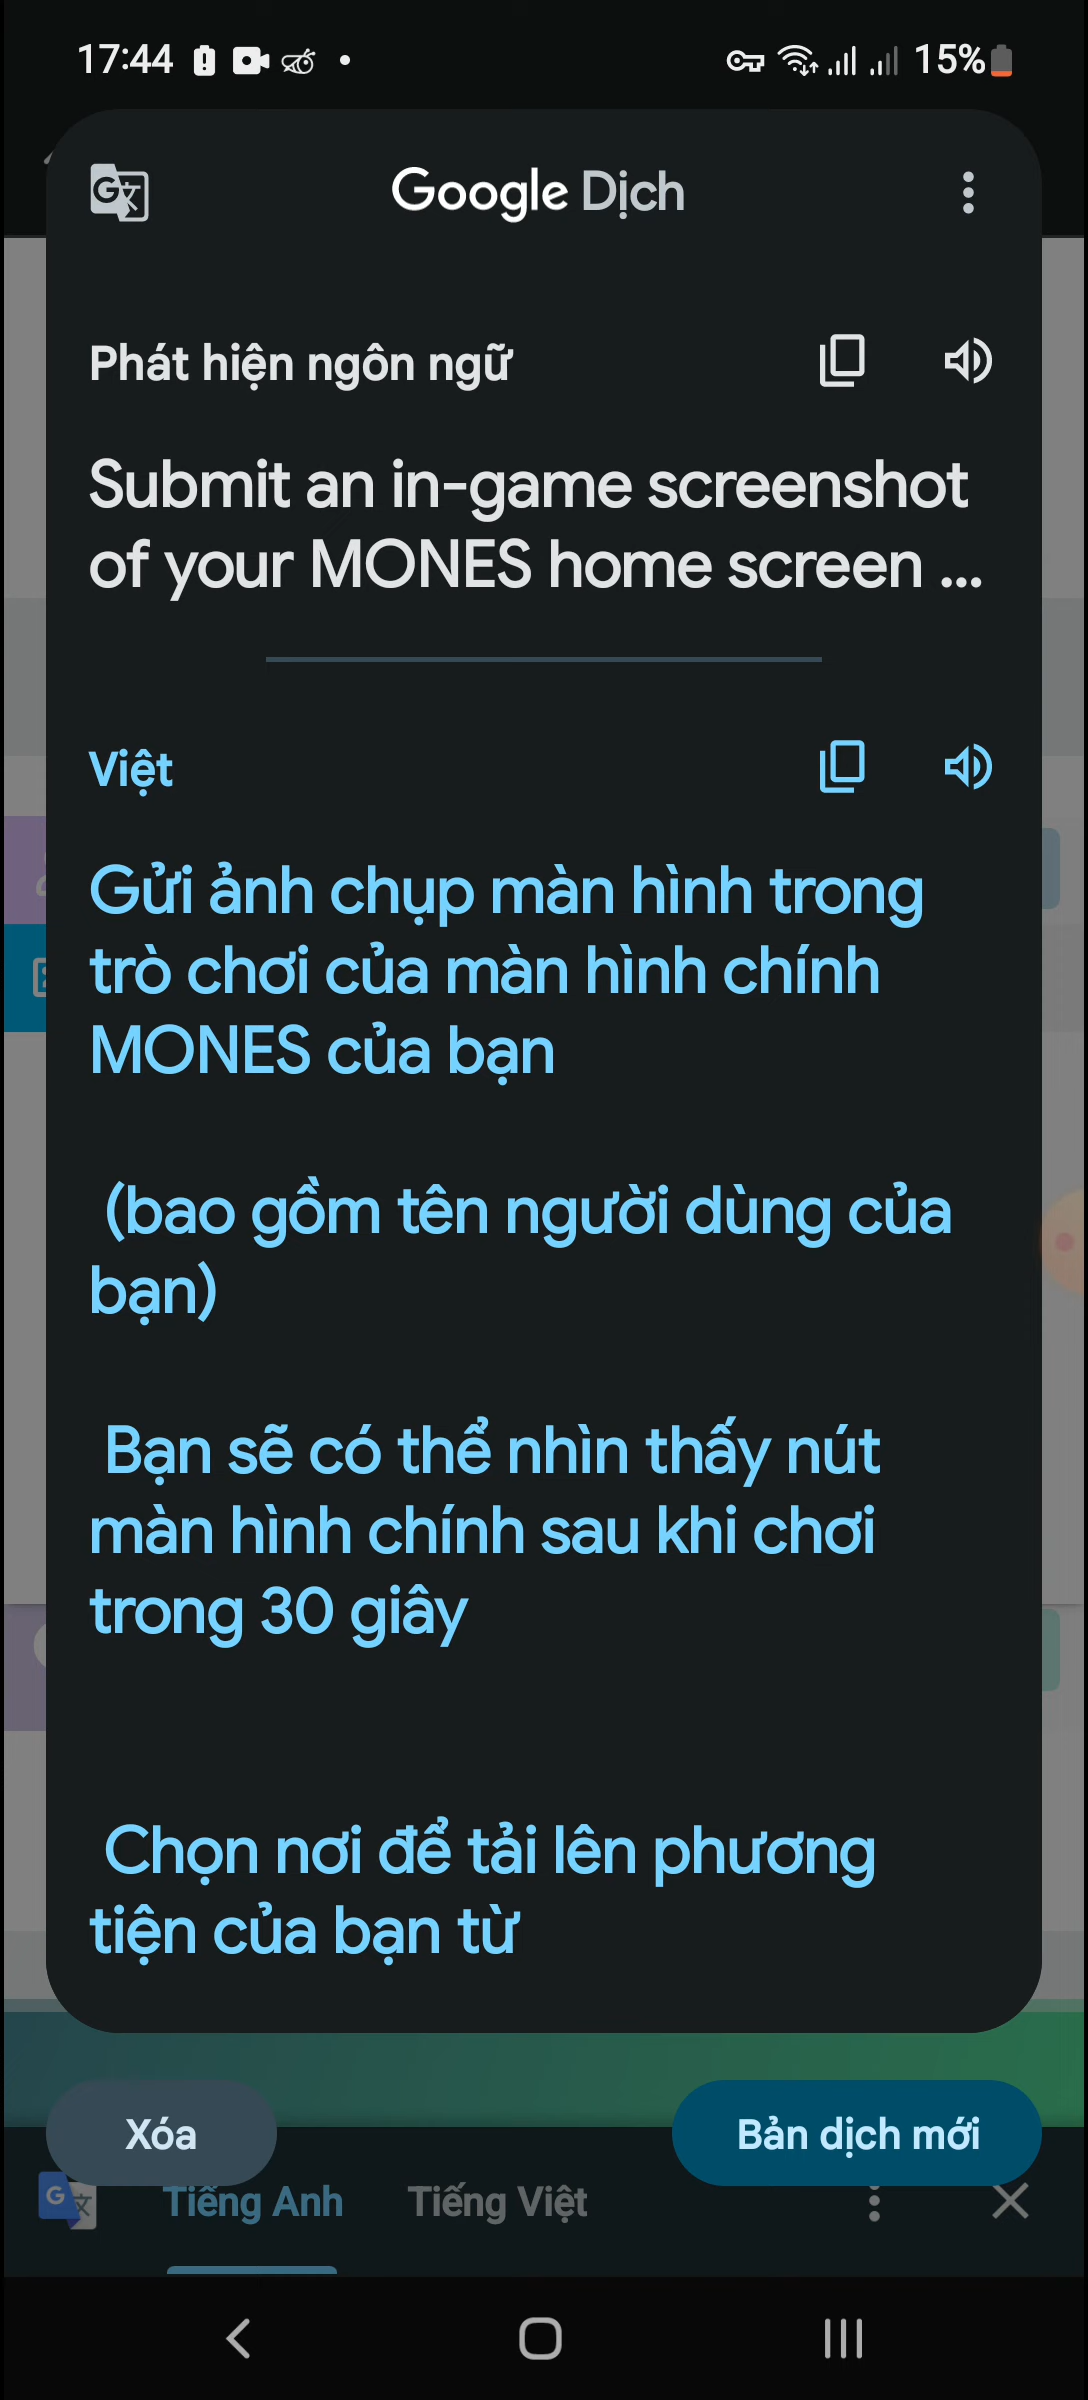 17:44
15%
Google Dịch
Phát hiện ngôn ngữ
Submit an in-game screenshot
of your MONES home screen ...
Việt
Gửi ảnh chụp màn hình trong
trò chơi của màn hình chính
MONES của bạn
(bao gồm tên người dùng của
bạn)
Bạn sẽ có thể nhìn thấy nút
màn hình chính sau khi chơi
trong 30 giây
Chọn nơi để tải lên phương
tiện của bạn từ
Xóa
Bản dịch mới
Tiếng Anh
Tiếng Việt